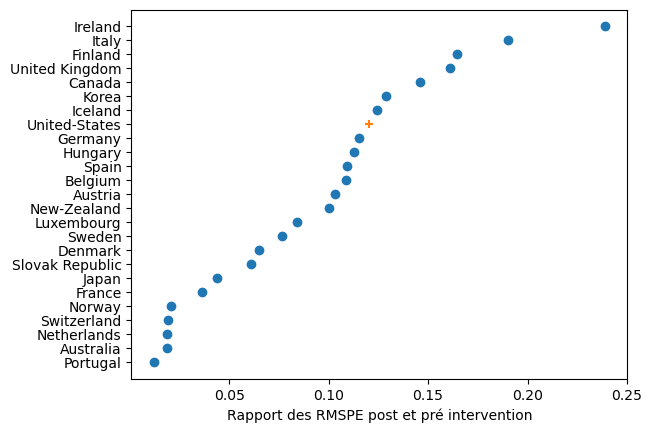 Ireland
Italy
Finland
United Kingdom
Canada
Korea
Iceland
United-States
Germany
Hungary
Spain
Belgium
Austria
New-Zealand
Luxembourg
Sweden
Denmark
Slovak Republic
Japan
France
Norway
Switzerland
Netherlands
Australia
Portugal
0.05 0.10 0.15 0.20 0.25
Rapport des RMSPE post et pré intervention